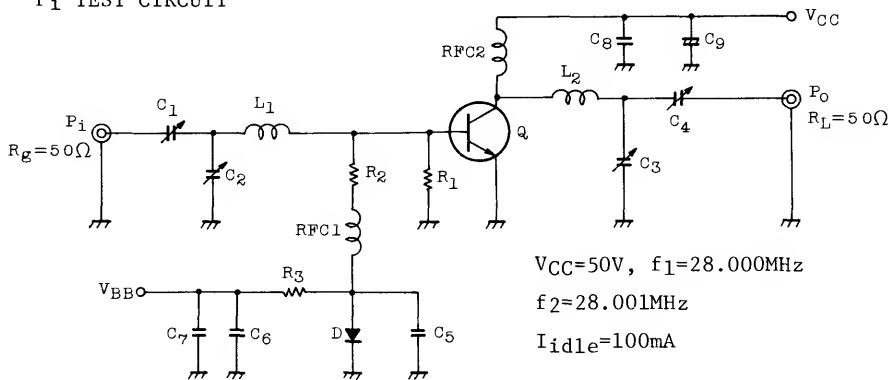 Pi TEST CIRCUIT
VCC
C8
C9
RFC2
L2
Po
RL=50Ω
C4
C1
L1
Pi
Rg=50Ω
Q
C2
R2
R1
C3
RFC1
VCC=50V, f1=28.000MHz
R3
VBB
f2=28.001MHz
C7
C6
D
C5
Iidle=100mA